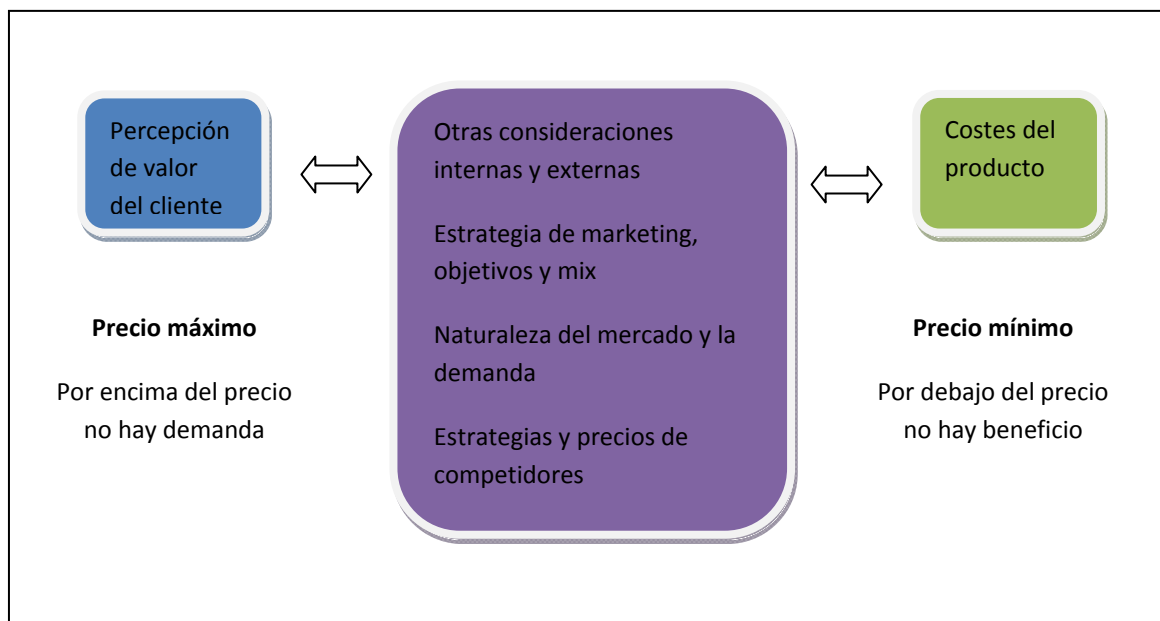 Percepción
de valor
del cliente
Precio máximo
Por encima del precio
no hay demanda
Otras consideraciones
internas y externas
Estrategia de marketing,
objetivos y mix
Naturaleza del mercado y la
demanda
Estrategias y precios de
competidores
Costes del
producto
Precio mínimo
Por debajo del precio
no hay beneficio